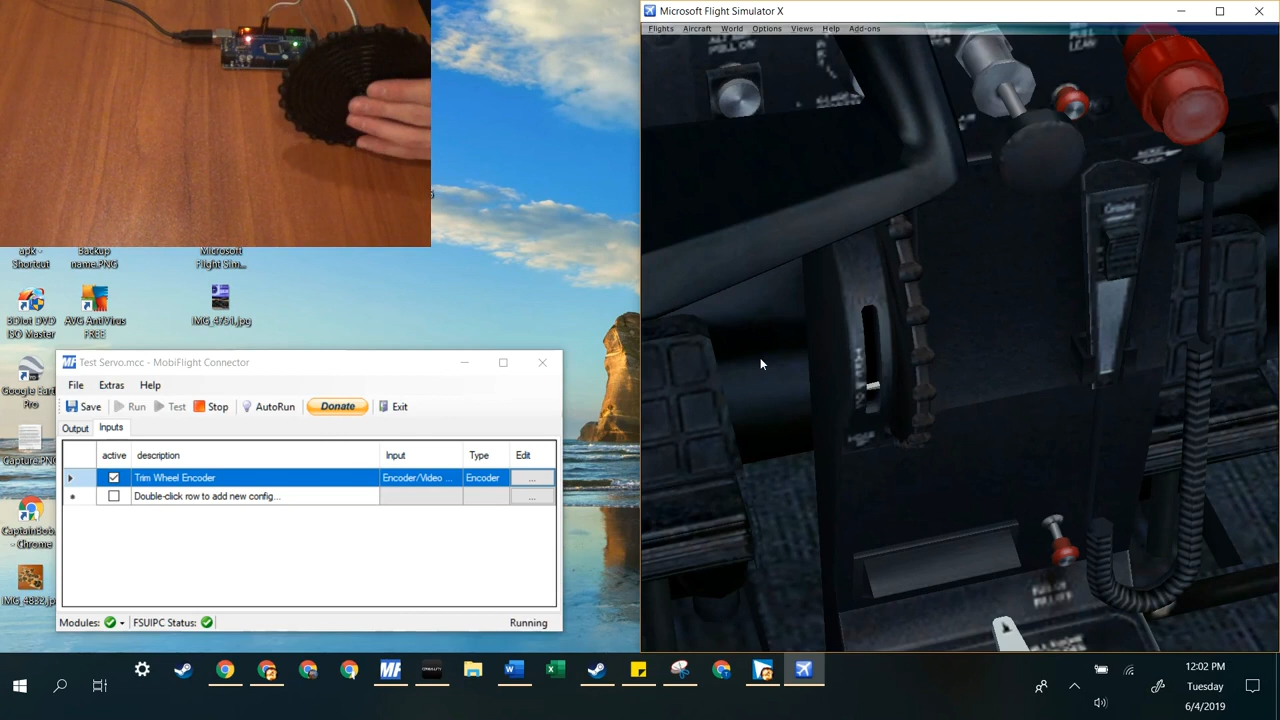 Microsoft Flight Simulator X
Flights Aircraft World Options Views Help Add-ons
apk -
Shortcut
Backup
name.PNG
Microsoft
Flight Sim...
ISO Master
AVG AntiVirus
FREE
IMG_4751.jpg
Google Earth
Pro
Capture.PNG
CaptainBob.
- Chrome
IMG_4832.jp
MF Test Servo.mcc - MobiFlight Connector
File Extras Help
Save Run Test Stop AutoRun Donate Exit
Output Inputs
active description Input Type Edit
Trim Wheel Encoder Encoder/Video ... Encoder ...
Double-click row to add new config... ...
Modules: FSUIPC Status: Running
MF
12:02 PM
Tuesday
6/4/2019